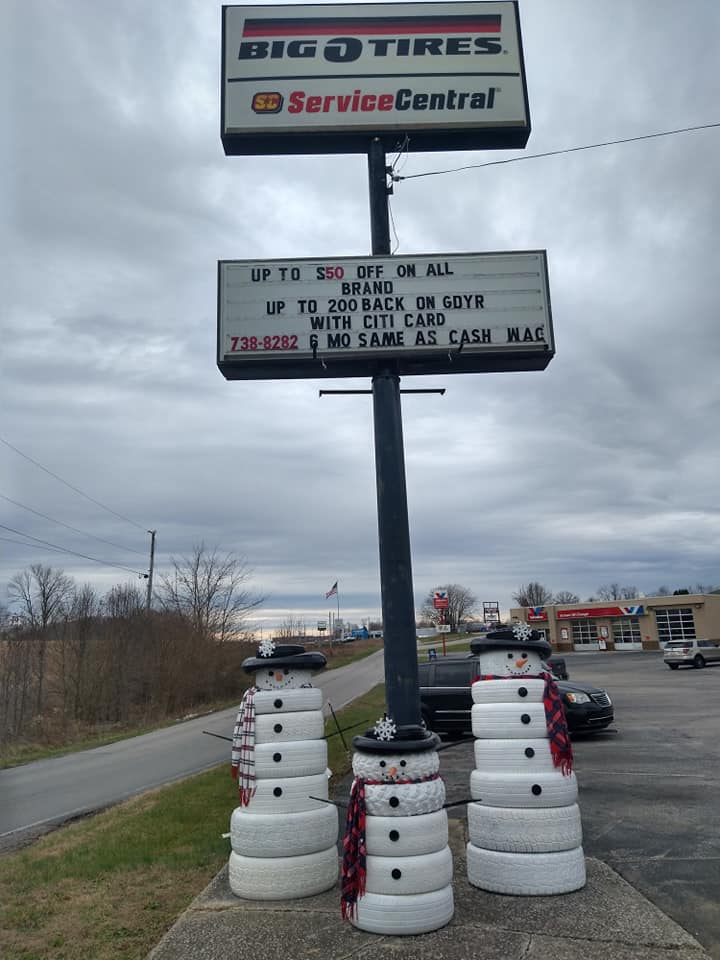 BIG O TIRES
SC ServiceCentral
UP TO $50 OFF ON ALL
BRAND
UP TO 200 BACK ON GDYR
WITH CITI CARD
738-8282 6 MO SAME AS CASH WAC